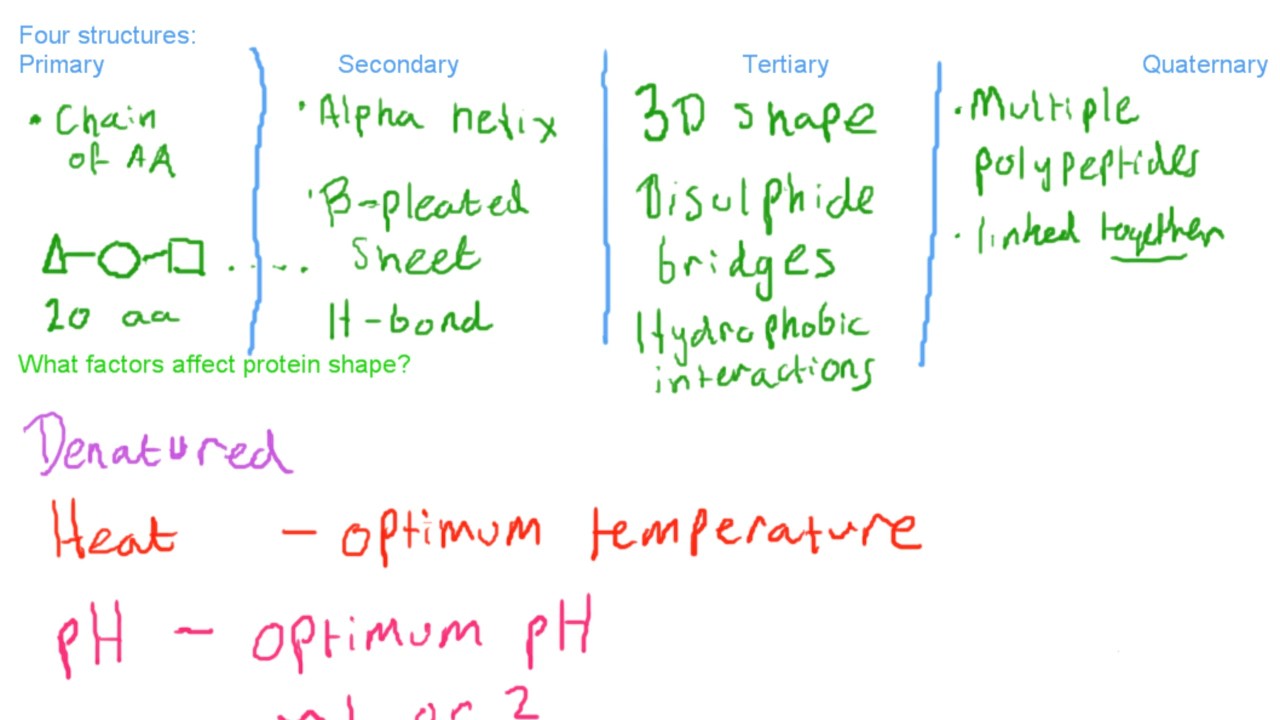 Four structures:
Primary
• Chain
of AA
20 aa
Secondary
• Alpha helix
• B-pleated
sheet
H-bond
Tertiary
3D shape
Disulphide
bridges
Hydrophobic
interactions
Quaternary
• Multiple
polypeptides
• linked together
What factors affect protein shape?
Denatured
Heat - optimum temperature
pH - optimum pH
or 2